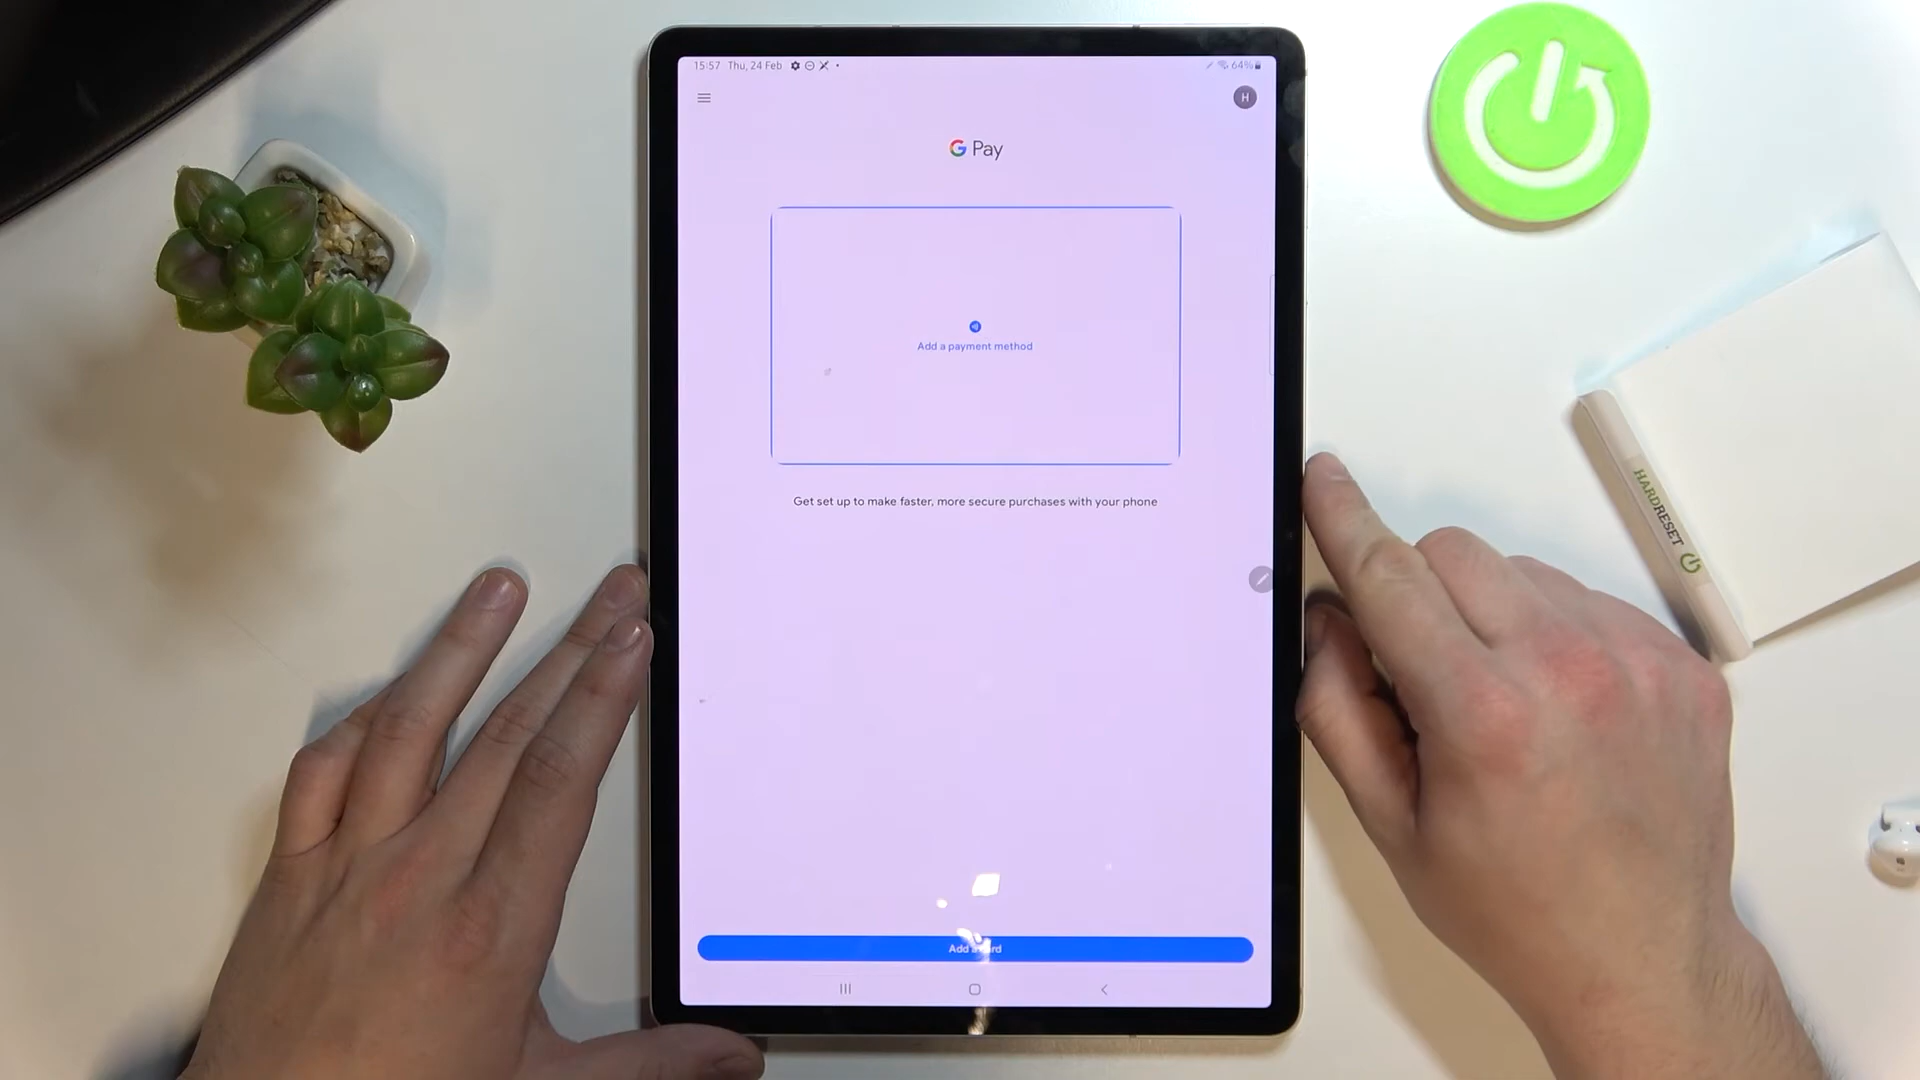 15:57 Thu, 24 Feb
64%
H
G Pay
Add a payment method
Get set up to make faster, more secure purchases with your phone
Add a card
HARDRESET